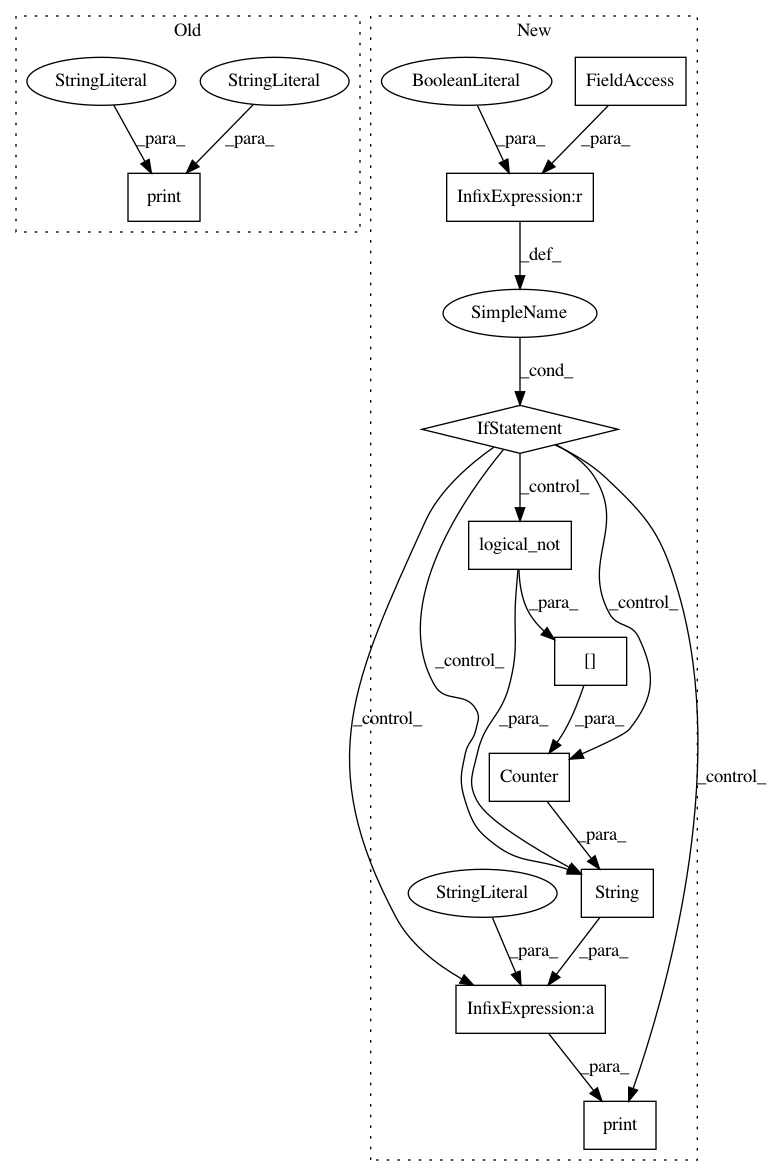 Old
New
StringLiteral
StringLiteral
BooleanLiteral
FieldAccess
_para_
_para_
_para_
_para_
print
InfixExpression:r
_def_
SimpleName
_cond_
IfStatement
_control_
logical_not
_para_
_control_
[]
_control_
_control_
_para_
_para_
Counter
_control_
_para_
StringLiteral
String
_para_
_para_
InfixExpression:a
_para_
print